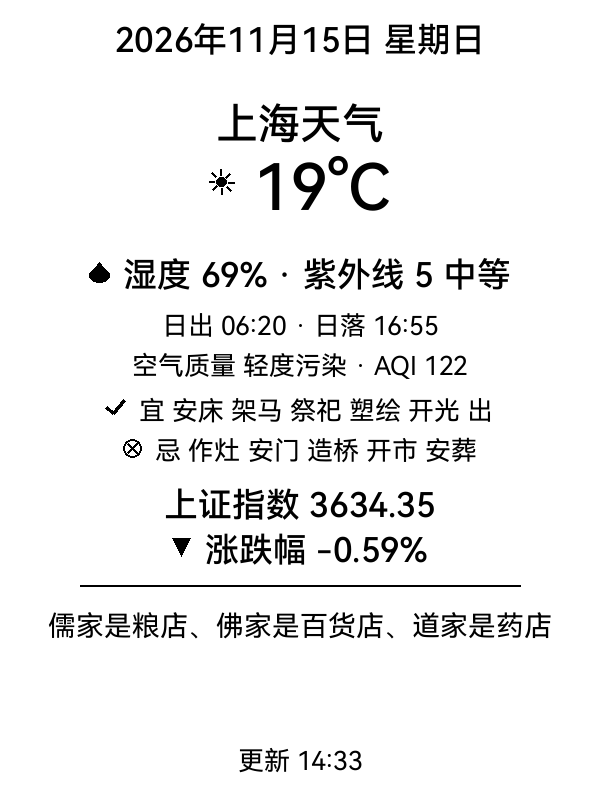 2026年11月15日 星期日
上海天气
19°C
湿度 69% · 紫外线 5 中等
日出 06:20 · 日落 16:55
空气质量 轻度污染 · AQI 122
宜 安床 架马 祭祀 塑绘 开光 出
忌 作灶 安门 造桥 开市 安葬
上证指数 3634.35
涨跌幅 -0.59%
儒家是粮店、佛家是百货店、道家是药店
更新 14:33